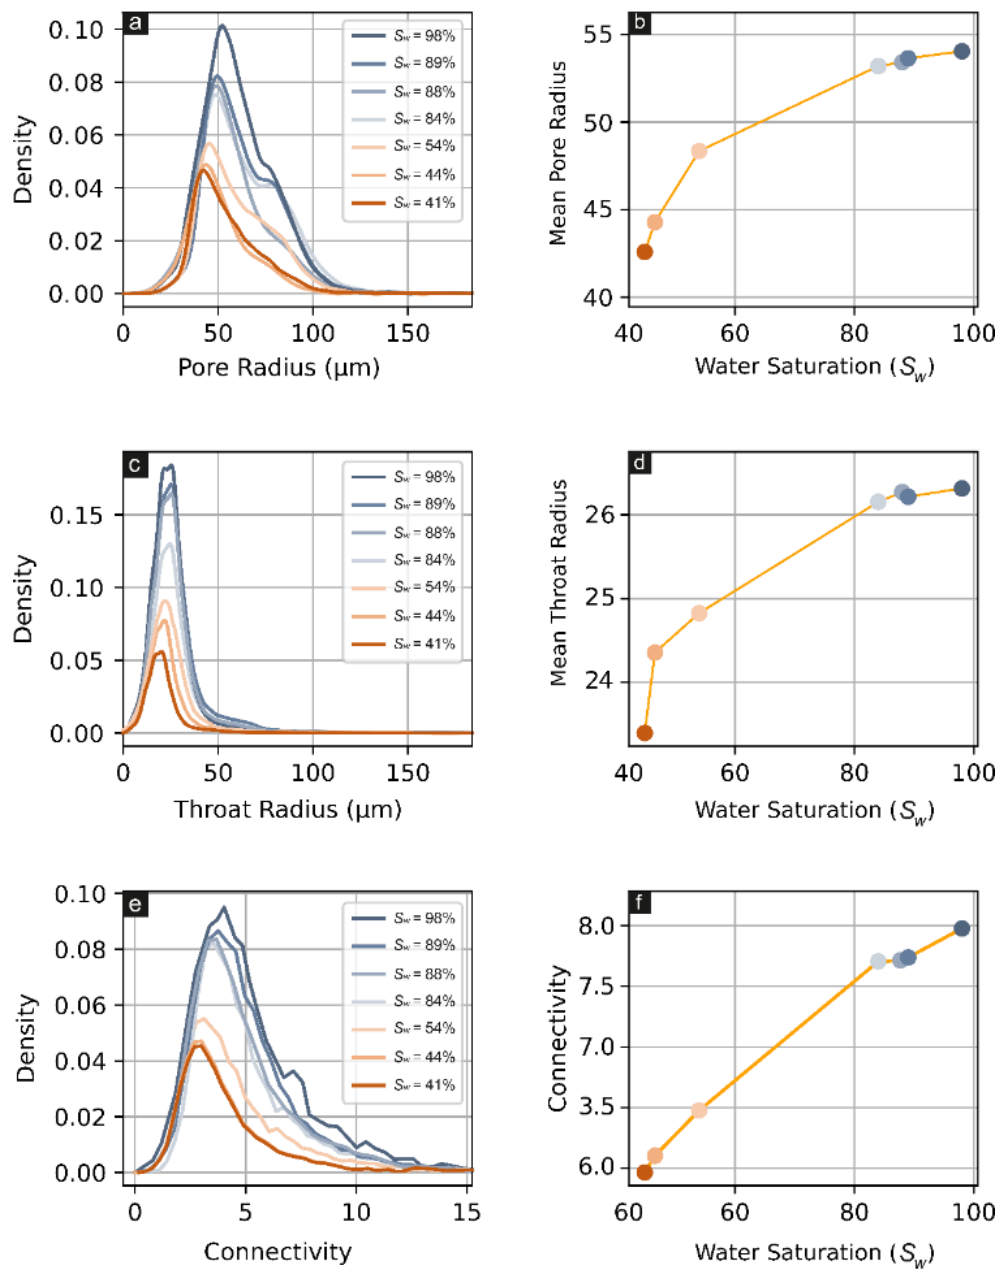 a
0.10
0.08
0.06
0.04
0.02
0.00
Density
Sw = 98%
Sw = 89%
Sw = 88%
Sw = 84%
Sw = 54%
Sw = 44%
Sw = 41%
0 50 100 150
Pore Radius (μm)
b
55
50
45
40
Mean Pore Radius
40 60 80 100
Water Saturation (Sw)
c
0.15
0.10
0.05
0.00
Density
Sw = 98%
Sw = 89%
Sw = 88%
Sw = 84%
Sw = 54%
Sw = 44%
Sw = 41%
0 50 100 150
Throat Radius (μm)
d
26
25
24
Mean Throat Radius
40 60 80 100
Water Saturation (Sw)
e
0.10
0.08
0.06
0.04
0.02
0.00
Density
Sw = 98%
Sw = 89%
Sw = 88%
Sw = 84%
Sw = 54%
Sw = 44%
Sw = 41%
0 5 10 15
Connectivity
f
8.0
7.5
7.0
3.5
6.0
Connectivity
60 60 80 100
Water Saturation (Sw)